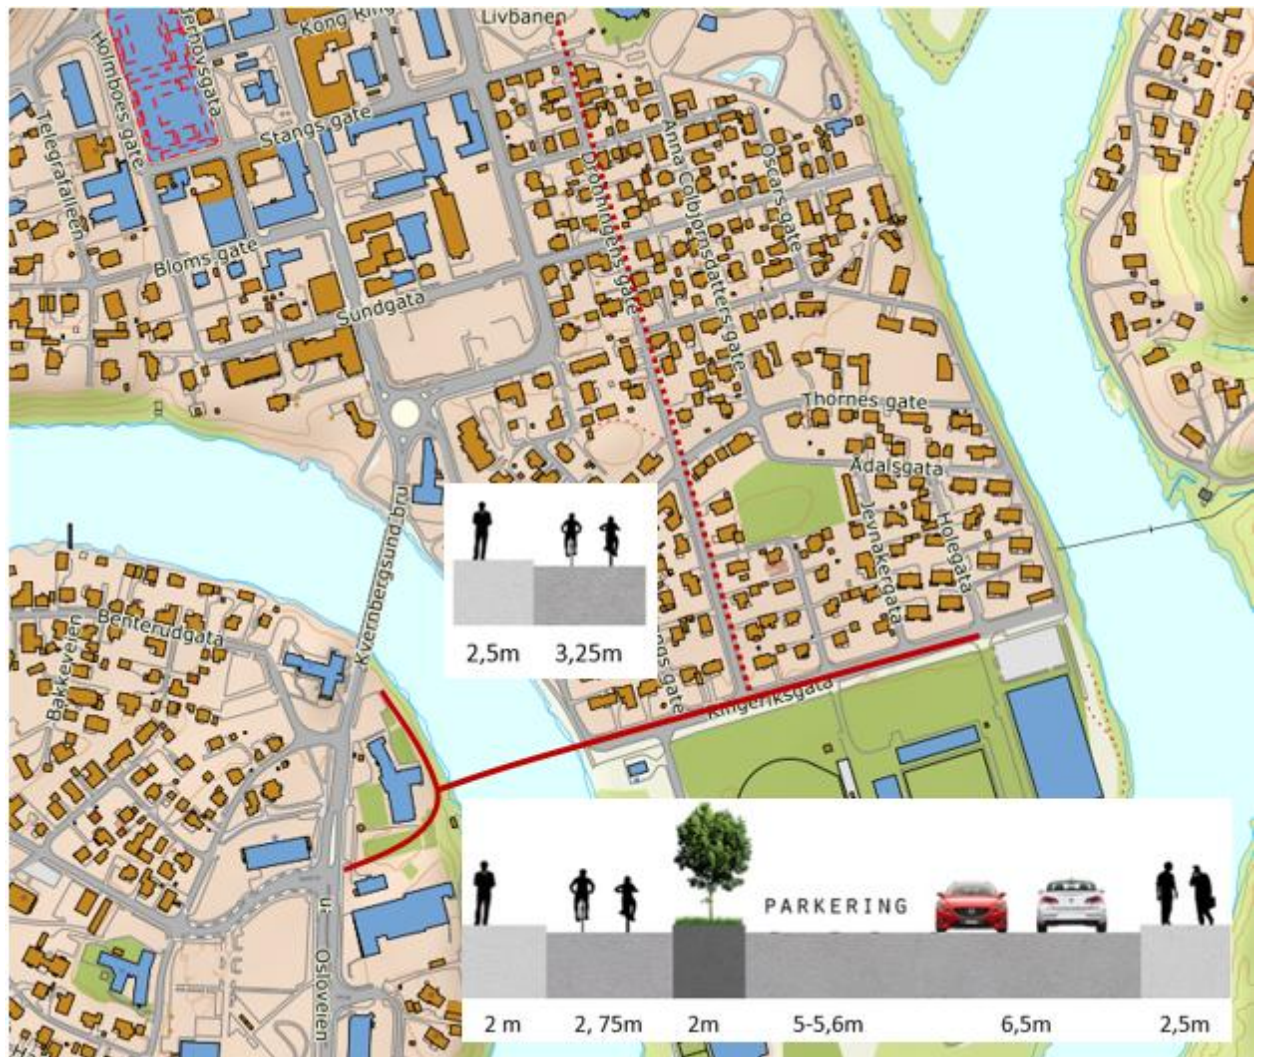 Livbanen
Kong Ring
erhovsgata
Holmboes gate
Stangs gate
Telegrafalleen
Dronningens gate
Anna Colbjørnsdatters gate
Oscars gate
Bloms gate
Sundgata
Thornes gate
Ådalsgata
Jevnakergata
Holegata
Kvernbergsund bru
2,5m 3,25m
Benterudgata
Bakkeveien
ngsgate
Ringeriksgata
PARKERING
Osloveien
2 m 2, 75m 2m 5-5,6m 6,5m 2,5m